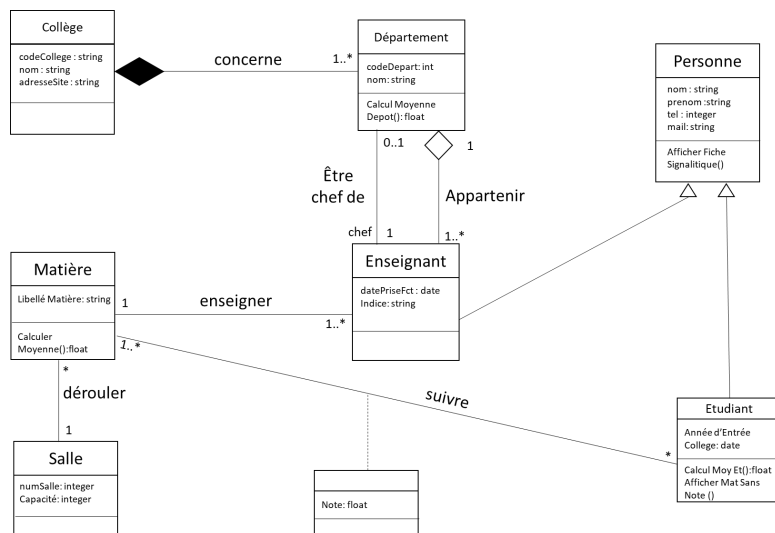 Collège
codeCollege : string
nom : string
adresseSite : string
concerne
1..*
Département
codeDepart: int
nom: string
Calcul Moyenne
Depot(): float
0..1
1
Être
chef de
Appartenir
chef
1
1..*
Personne
nom : string
prenom :string
tel : integer
mail: string
Afficher Fiche
Signalitique()
Matière
Libellé Matière: string
Calculer
Moyenne():float
1
enseigner
1..*
Enseignant
datePriseFct : date
Indice: string
1..*
suivre
*
*
dérouler
1
Salle
numSalle: integer
Capacité: integer
Note: float
Etudiant
Année d'Entrée
College: date
Calcul Moy Et():float
Afficher Mat Sans
Note ()